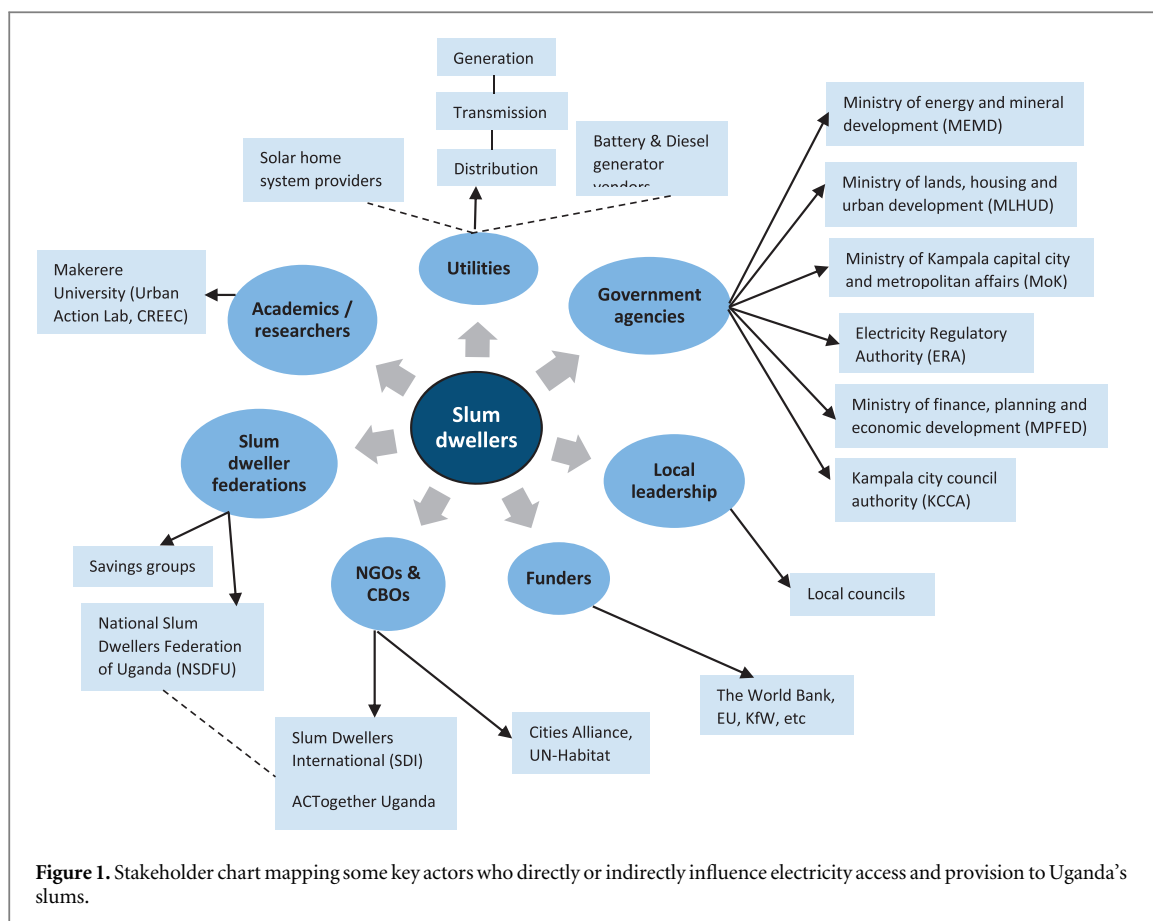 Generation
Transmission
Distribution
Solar home
system providers
Battery & Diesel
generator
vendors
Utilities
Makerere
University (Urban
Action Lab, CREEC)
Academics /
researchers
Government
agencies
Ministry of energy and mineral
development (MEMD)
Ministry of lands, housing and
urban development (MLHUD)
Ministry of Kampala capital city
and metropolitan affairs (MoK)
Electricity Regulatory
Authority (ERA)
Ministry of finance, planning and
economic development (MPFED)
Kampala city council
authority (KCCA)
Slum
dwellers
Slum
dweller
federations
Local
leadership
Savings groups
National Slum
Dwellers Federation
of Uganda (NSDFU)
NGOs &
CBOs
Funders
Local councils
Slum Dwellers
International (SDI)
ACTogether Uganda
Cities Alliance,
UN-Habitat
The World Bank,
EU, KfW, etc
Figure 1. Stakeholder chart mapping some key actors who directly or indirectly influence electricity access and provision to Uganda's
slums.